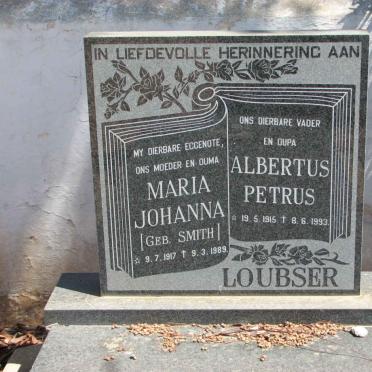 IN LIEFDEVOLLE HERINNERING AAN
MY DIERBARE EGGENOTE,
ONS MOEDER EN OUMA
MARIA
JOHANNA
[GEB. SMITH]
☆ 9.7.1917 ✝ 9.3.1989
ONS DIERBARE VADER
EN OUPA
ALBERTUS
PETRUS
☆ 19.5.1915 ✝ 8.6.1993
LOUBSER